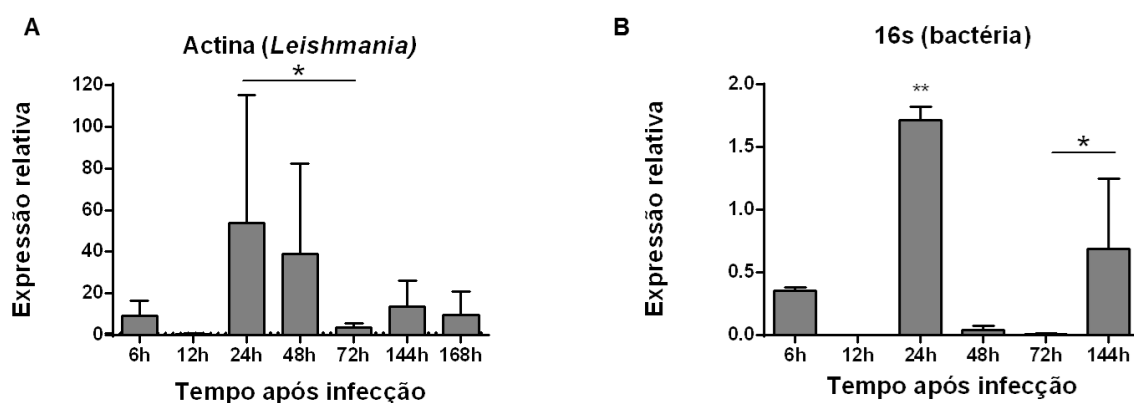 A
Actina (Leishmania)
*
120
100
80
60
40
20
0
Expressão relativa
6h 12h 24h 48h 72h 144h 168h
Tempo após infecção
B
16s (bactéria)
**
*
2.0
1.5
1.0
0.5
0.0
Expressão relativa
6h 12h 24h 48h 72h 144h
Tempo após infecção